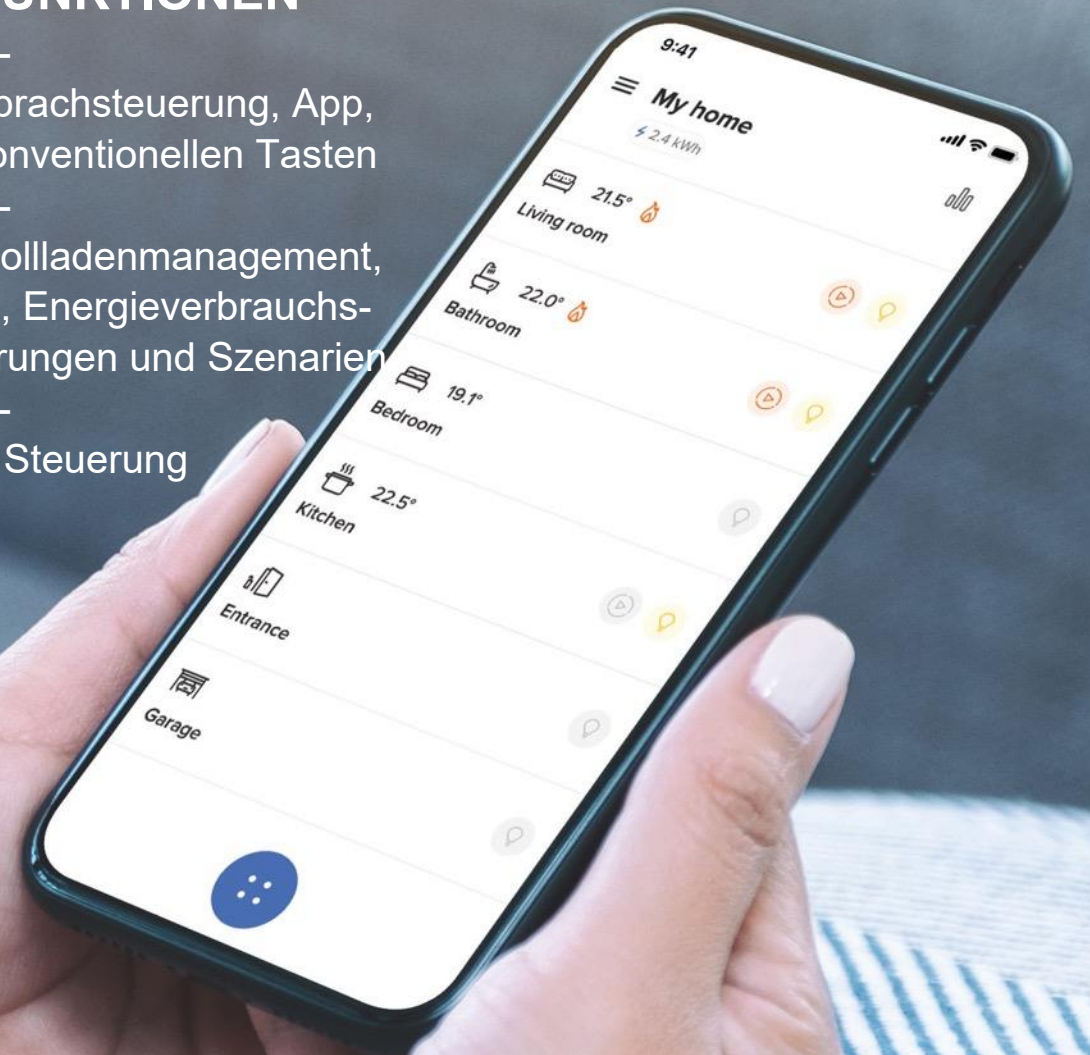 UNKTIONEN
–
prachsteuerung, App,
onventionellen Tasten
–
ollladenmanagement,
, Energieverbrauchs-
rungen und Szenarien
–
Steuerung
9:41
My home
2.4 kWh
21.5°
Living room
22.0°
Bathroom
19.1°
Bedroom
22.5°
Kitchen
Entrance
Garage